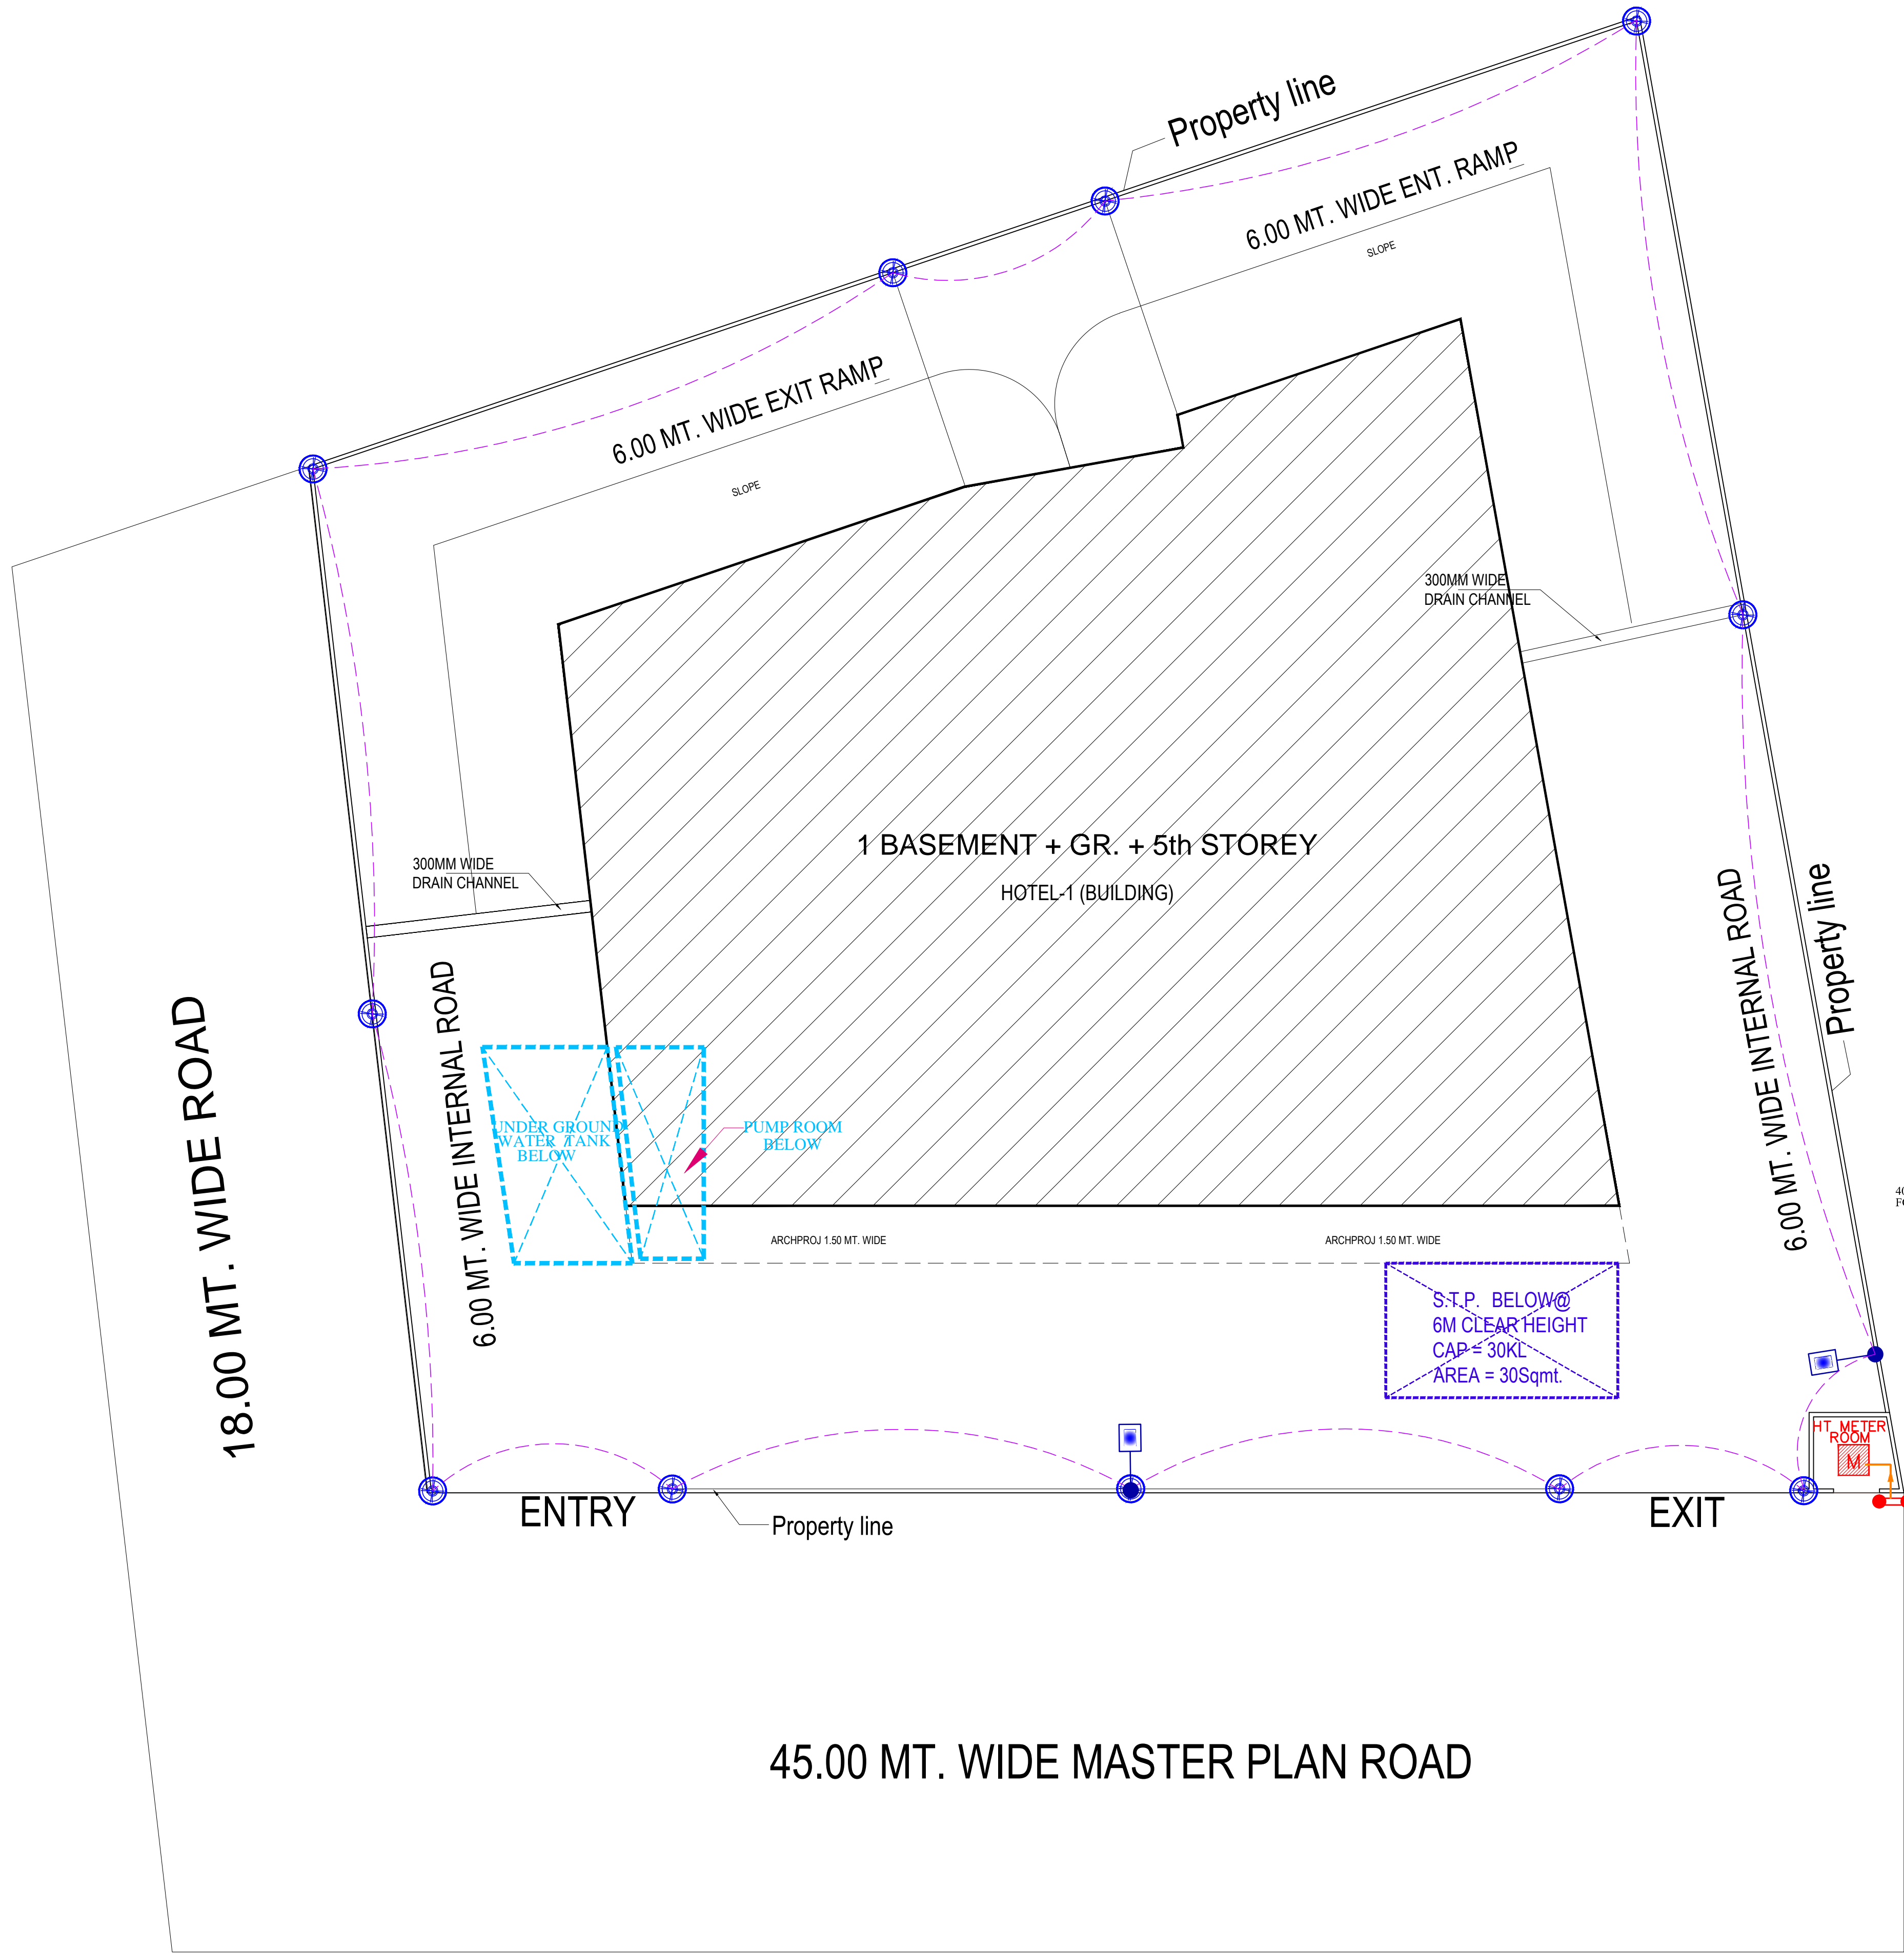 Property line
6.00 MT. WIDE ENT. RAMP
SLOPE
6.00 MT. WIDE EXIT RAMP
SLOPE
300MM WIDE
DRAIN CHANNEL
1 BASEMENT + GR. + 5th STOREY
HOTEL-1 (BUILDING)
300MM WIDE
DRAIN CHANNEL
Property line
6.00 MT. WIDE INTERNAL ROAD
6.00 MT. WIDE INTERNAL ROAD
18.00 MT. WIDE ROAD
UNDER GROUND
WATER TANK
BELOW
PUMP ROOM
BELOW
ARCHPROJ 1.50 MT. WIDE
ARCHPROJ 1.50 MT. WIDE
S.T.P. BELOW@
6M CLEAR HEIGHT
CAP = 30KL
AREA = 30Sqmt.
HT METER
ROOM
M
ENTRY
Property line
EXIT
45.00 MT. WIDE MASTER PLAN ROAD